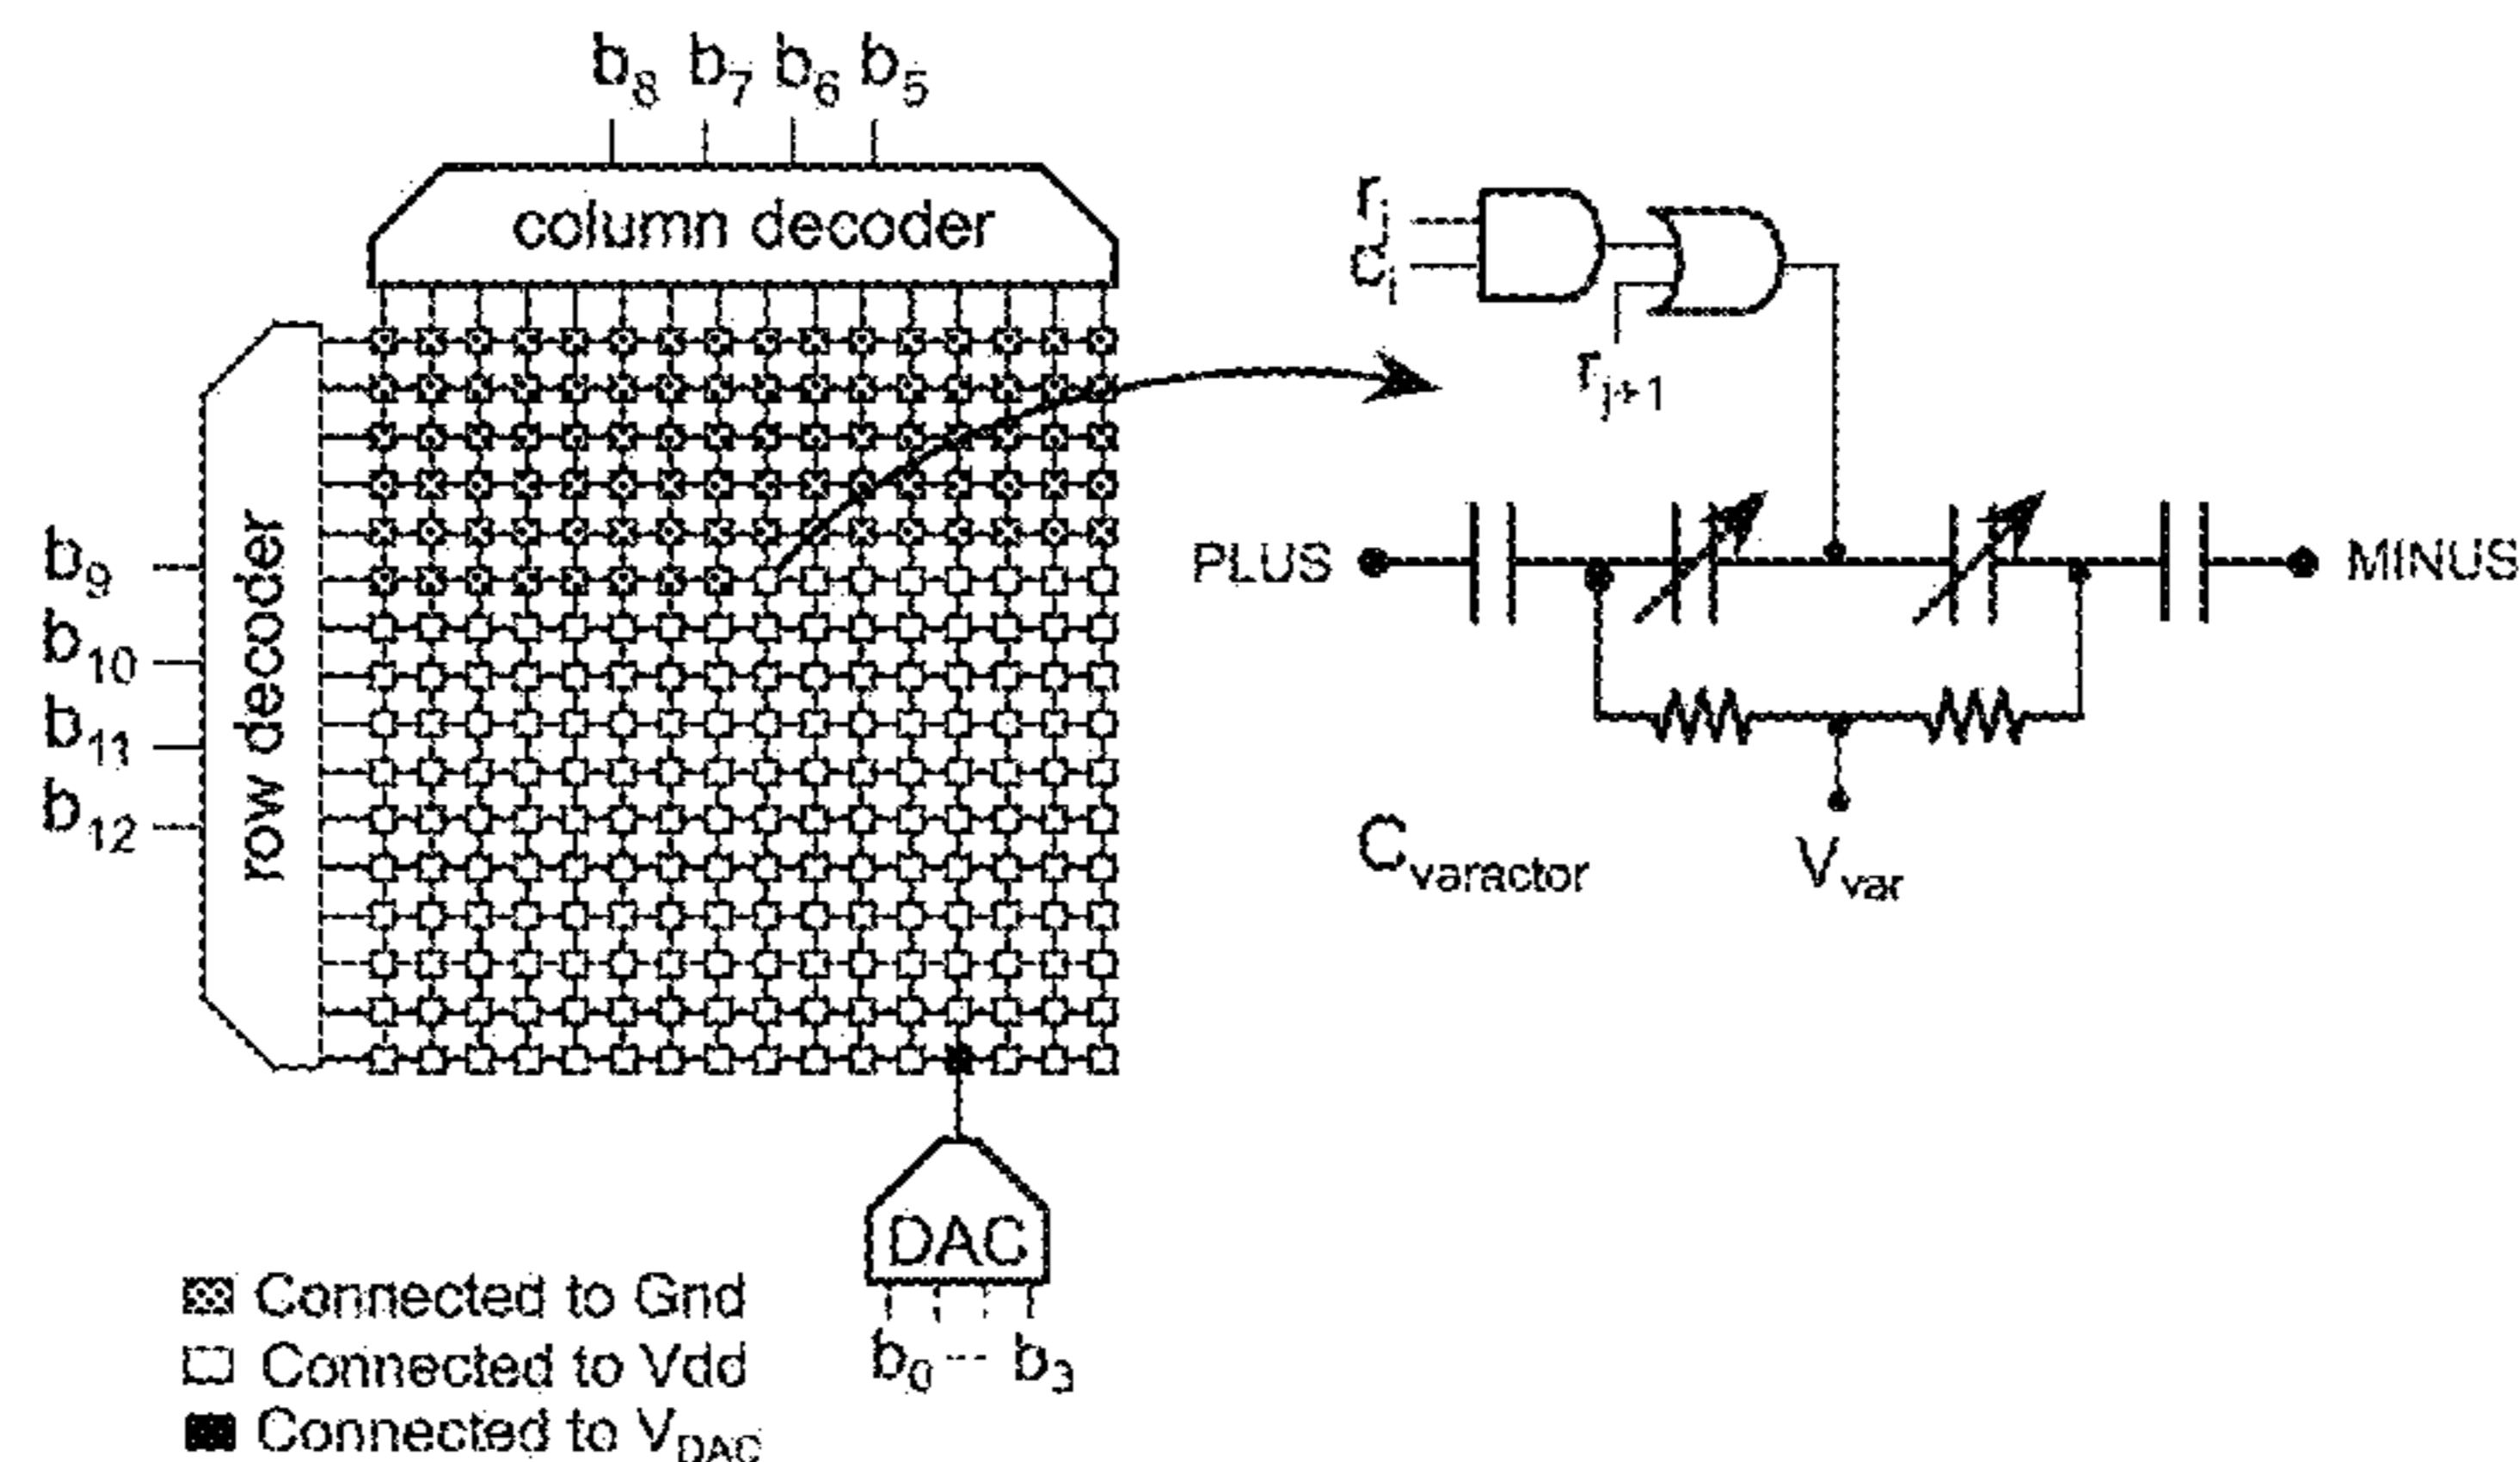 b8 b7 b6 b5
column decoder
rj
ci
rj+1
b9
b10
b11
b12
row decoder
PLUS
MINUS
Cvaractor
Vvar
DAC
b0 -- b3
Connected to Gnd
Connected to Vdd
Connected to VDAC